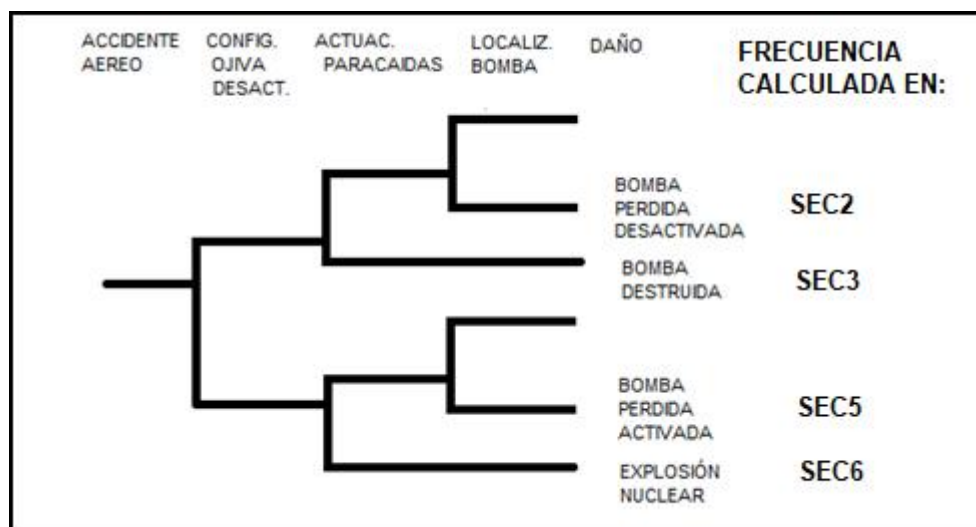 ACCIDENTE
AEREO
CONFIG.
OJIVA
DESACT.
ACTUAC.
PARACAIDAS
LOCALIZ.
BOMBA
DAÑO
FRECUENCIA
CALCULADA EN:
BOMBA
PERDIDA
DESACTIVADA
SEC2
BOMBA
DESTRUIDA
SEC3
BOMBA
PERDIDA
ACTIVADA
SEC5
EXPLOSIÓN
NUCLEAR
SEC6